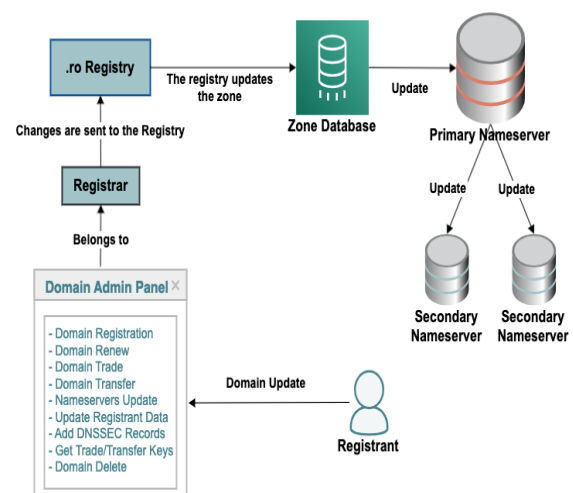 .ro Registry
The registry updates
the zone
Zone Database
Update
Primary Nameserver
Changes are sent to the Registry
Registrar
Update
Update
Belongs to
Secondary
Nameserver
Secondary
Nameserver
Domain Admin Panel ×
- Domain Registration
- Domain Renew
- Domain Trade
- Domain Transfer
- Nameservers Update
- Update Registrant Data
- Add DNSSEC Records
- Get Trade/Transfer Keys
- Domain Delete
Domain Update
Registrant